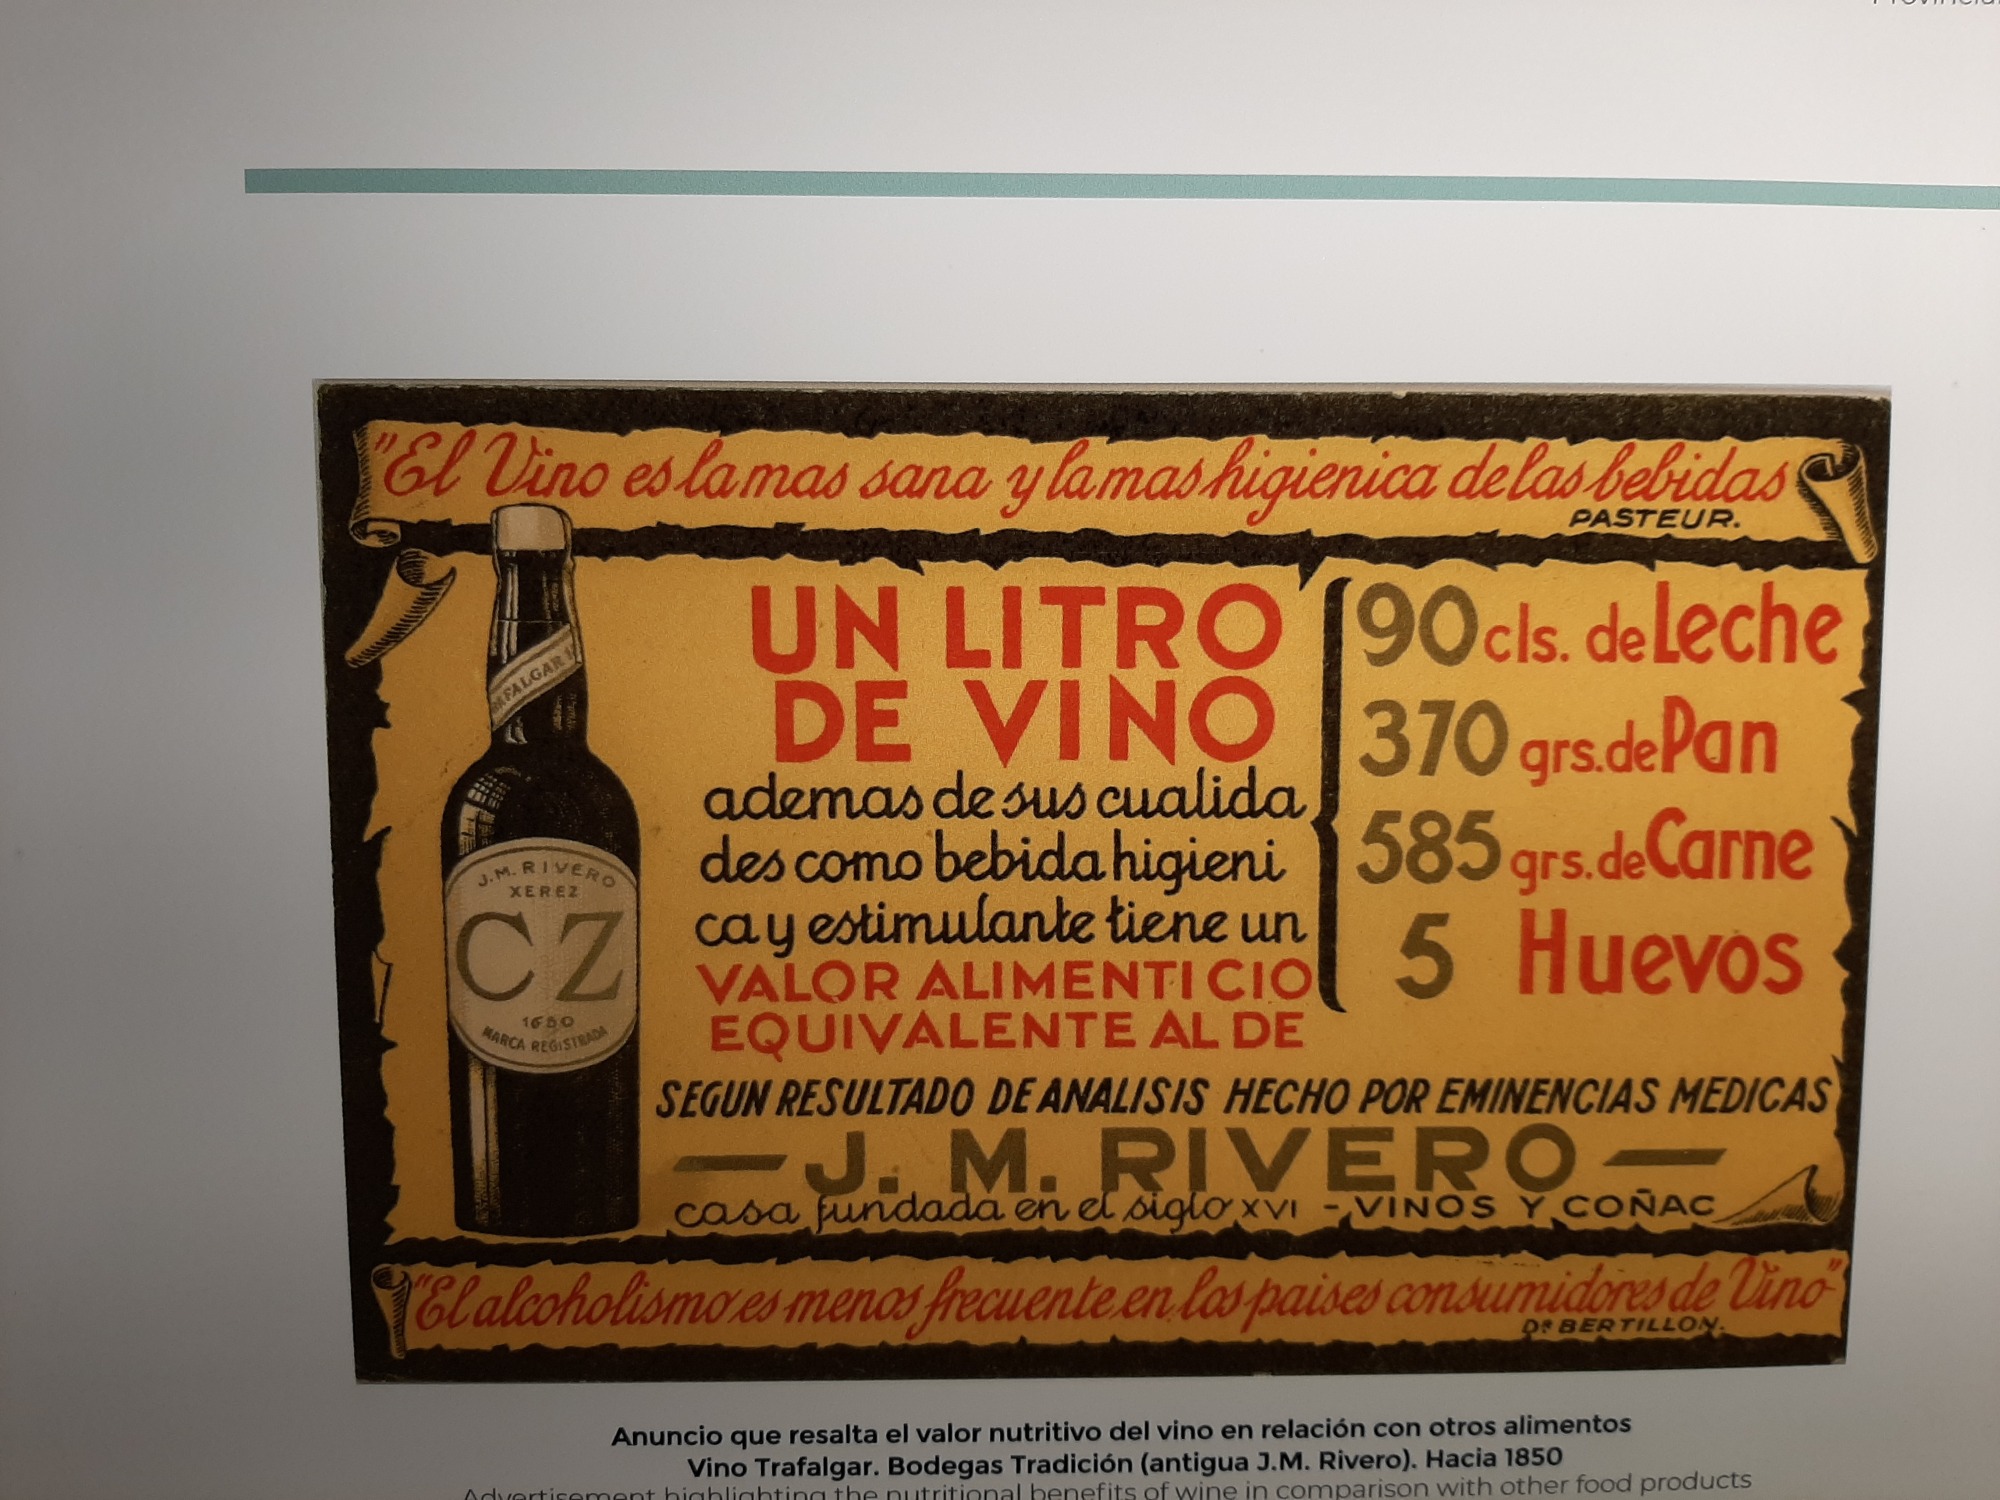 "El Vino es la mas sana y la mas higienica de las bebidas
PASTEUR.
J.M. RIVERO
XEREZ
CZ
MARCA REGISTRADA
UN LITRO
DE VINO
ademas de sus cualida
des como bebida higieni
ca y estimulante tiene un
VALOR ALIMENTICIO
EQUIVALENTE AL DE
90 cls. de Leche
370 grs. de Pan
585 grs. de Carne
5 Huevos
SEGUN RESULTADO DE ANALISIS HECHO POR EMINENCIAS MEDICAS
— J. M. RIVERO —
casa fundada en el siglo XVI - VINOS Y COÑAC
"El alcoholismo es menos frecuente en los paises consumidores de Vino"
Dr BERTILLON.
Anuncio que resalta el valor nutritivo del vino en relación con otros alimentos
Vino Trafalgar. Bodegas Tradición (antigua J.M. Rivero). Hacia 1850
Advertisement highlighting the nutritional benefits of wine in comparison with other food products